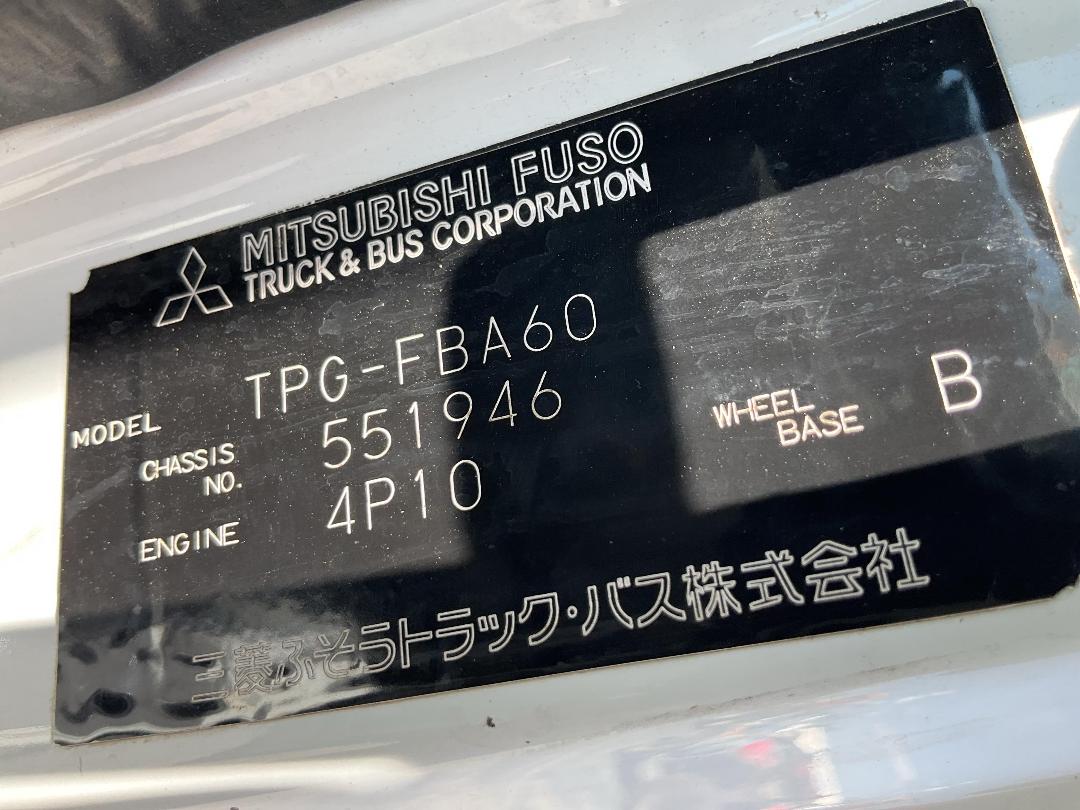 MITSUBISHI FUSO
TRUCK & BUS CORPORATION
MODEL TPG-FBA60
CHASSIS NO. 551946
ENGINE 4P10
WHEEL BASE B
三菱ふそうトラック・バス株式会社